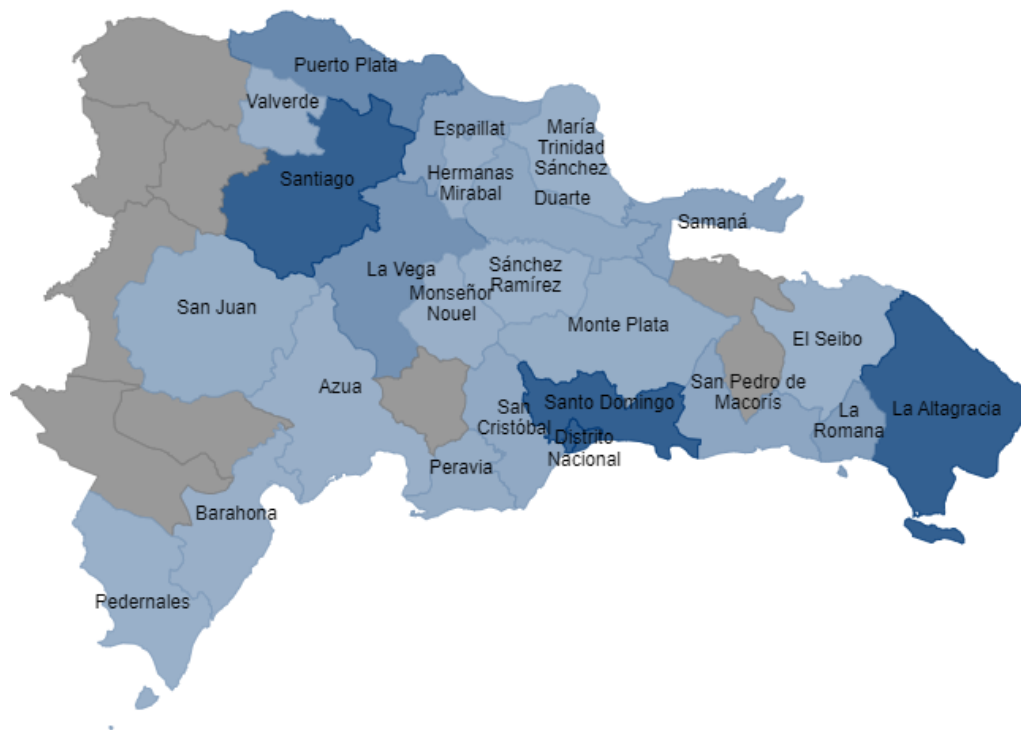 Puerto Plata
Valverde
Espaillat
María
Trinidad
Sánchez
Santiago
Hermanas
Mirabal
Duarte
Samaná
La Vega
Sánchez
Ramírez
Monseñor
Nouel
San Juan
Monte Plata
El Seibo
Azua
San Pedro de
Macorís
Santo Domingo
La Altagracia
San
Cristóbal
La
Romana
Distrito
Nacional
Peravia
Barahona
Pedernales